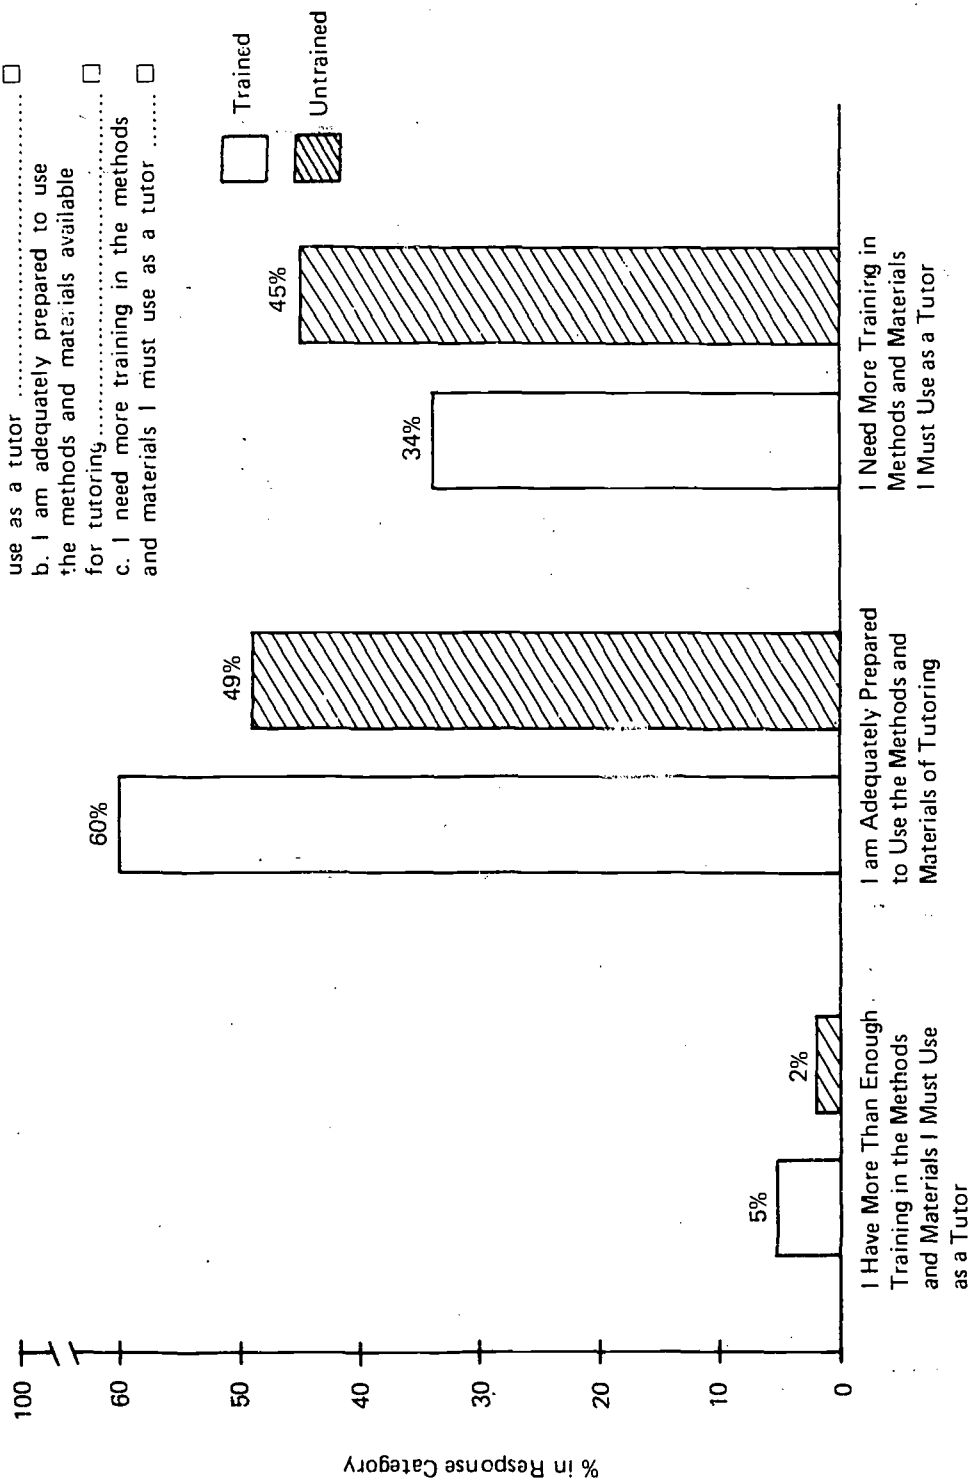 use as a tutor .............................. □
b. I am adequately prepared to use
the methods and materials available
for tutoring .................................. □
c. I need more training in the methods
and materials I must use as a tutor ....... □
Trained
Untrained
% in Response Category
100
60
50
40
30
20
10
0
5%
2%
60%
49%
34%
45%
I Have More Than Enough
Training in the Methods
and Materials I Must Use
as a Tutor
I am Adequately Prepared
to Use the Methods and
Materials of Tutoring
I Need More Training in
Methods and Materials
I Must Use as a Tutor